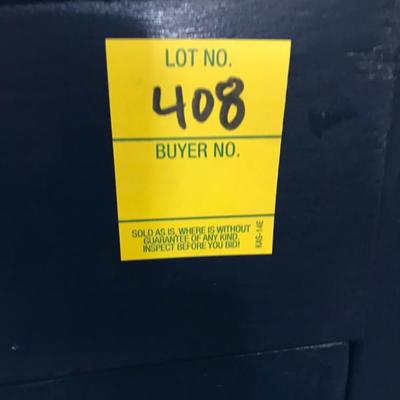 LOT NO.
408
BUYER NO.
SOLD AS IS, WHERE IS WITHOUT
GUARANTEE OF ANY KIND.
INSPECT BEFORE YOU BID!
KAS-14E